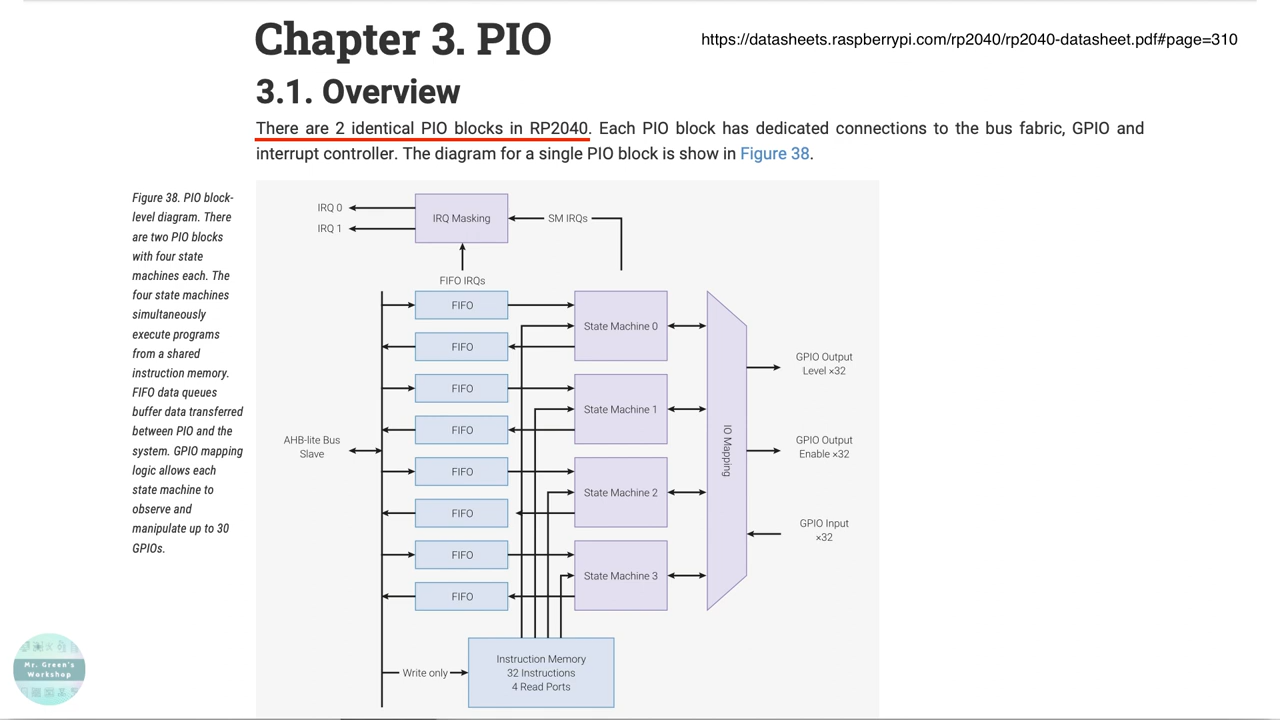 Chapter 3. PIO
https://datasheets.raspberrypi.com/rp2040/rp2040-datasheet.pdf#page=310
3.1. Overview
There are 2 identical PIO blocks in RP2040. Each PIO block has dedicated connections to the bus fabric, GPIO and
interrupt controller. The diagram for a single PIO block is show in Figure 38.
Figure 38. PIO block-
level diagram. There
are two PIO blocks
with four state
machines each. The
four state machines
simultaneously
execute programs
from a shared
instruction memory.
FIFO data queues
buffer data transferred
between PIO and the
system. GPIO mapping
logic allows each
state machine to
observe and
manipulate up to 30
GPIOs.
IRQ 0
IRQ 1
IRQ Masking
SM IRQs
FIFO IRQs
FIFO
FIFO
FIFO
FIFO
FIFO
FIFO
FIFO
FIFO
State Machine 0
State Machine 1
State Machine 2
State Machine 3
AHB-lite Bus
Slave
IO Mapping
GPIO Output
Level ×32
GPIO Output
Enable ×32
GPIO Input
×32
Write only
Instruction Memory
32 Instructions
4 Read Ports
Mr. Green's
Workshop